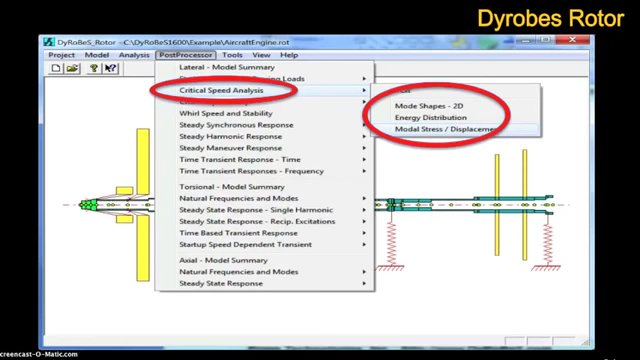 Dyrobes Rotor
DyRoBeS_Rotor - C:\DyRoBeS1600\Example\AircraftEngine.rot
Project Model Analysis PostProcessor Tools View Help
Lateral - Model Summary
Loads
Critical Speed Analysis
Mode Shapes - 2D
Energy Distribution
Whirl Speed and Stability
Steady Synchronous Response
Modal Stress / Displacement
Steady Harmonic Response
Steady Maneuver Response
Time Transient Response - Time
Time Transient Responses - Frequency
Torsional - Model Summary
Natural Frequencies and Modes
Steady State Response - Single Harmonic
Steady State Response - Recip. Excitations
Time Based Transient Response
Startup Speed Dependent Transient
Axial - Model Summary
Natural Frequencies and Modes
Steady State Response
creencast-O-Matic.com